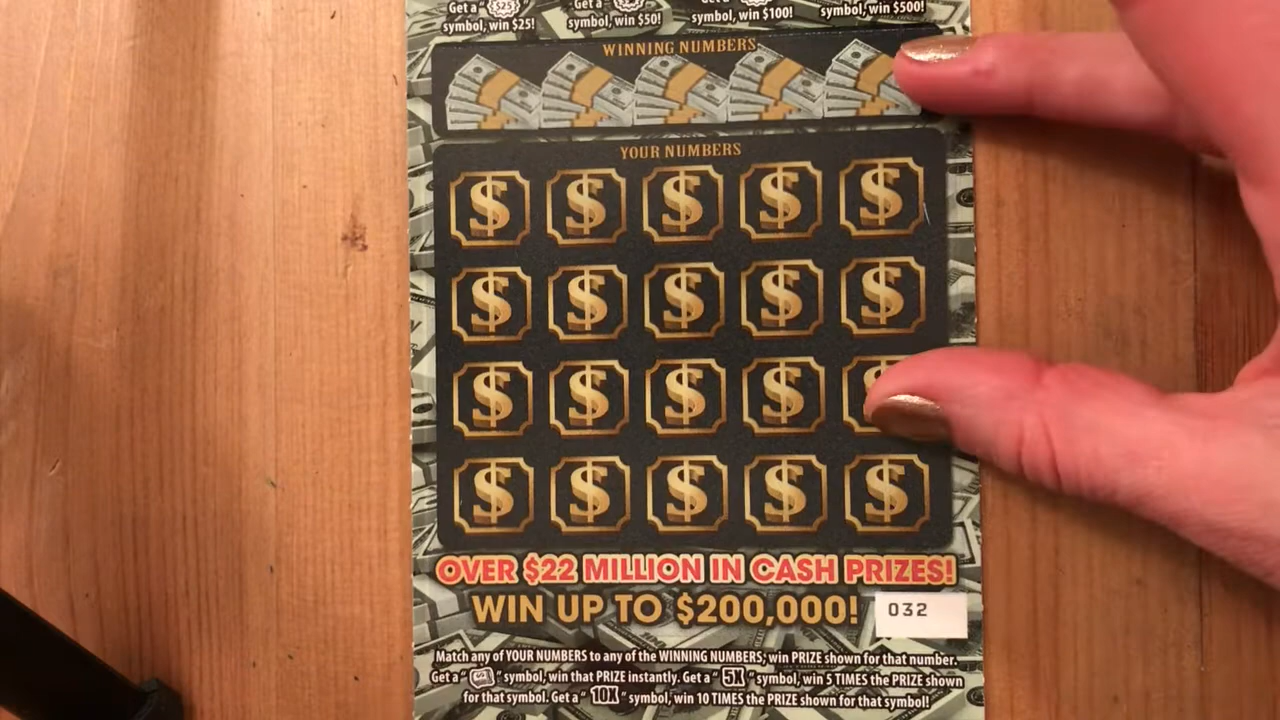 Get a " $25 " Get a " " Get a " " Get a " "
symbol, win $25! symbol, win $50! symbol, win $100! symbol, win $500!
WINNING NUMBERS
YOUR NUMBERS
$ $ $ $ $
$ $ $ $ $
$ $ $ $ $
$ $ $ $ $
OVER $22 MILLION IN CASH PRIZES!
WIN UP TO $200,000!
032
Match any of YOUR NUMBERS to any of the WINNING NUMBERS, win PRIZE shown for that number.
Get a " " symbol, win that PRIZE instantly. Get a " 5X " symbol, win 5 TIMES the PRIZE shown
for that symbol. Get a " 10X " symbol, win 10 TIMES the PRIZE shown for that symbol!